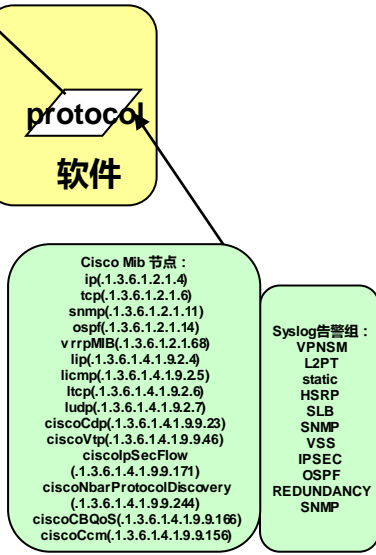 protocol
软件
Cisco Mib 节点：
ip(.1.3.6.1.2.1.4)
tcp(.1.3.6.1.2.1.6)
snmp(.1.3.6.1.2.1.11)
ospf(.1.3.6.1.2.1.14)
vrrpMIB(.1.3.6.1.2.1.68)
lip(.1.3.6.1.4.1.9.2.4)
licmp(.1.3.6.1.4.1.9.2.5)
ltcp(.1.3.6.1.4.1.9.2.6)
ludp(.1.3.6.1.4.1.9.2.7)
ciscoCdp(.1.3.6.1.4.1.9.9.23)
ciscoVtp(.1.3.6.1.4.1.9.9.46)
ciscoIpSecFlow
(.1.3.6.1.4.1.9.9.171)
ciscoNbarProtocolDiscovery
(.1.3.6.1.4.1.9.9.244)
ciscoCBQoS(.1.3.6.1.4.1.9.9.166)
ciscoCcm(.1.3.6.1.4.1.9.9.156)
Syslog告警组：
VPNSM
L2PT
static
HSRP
SLB
SNMP
VSS
IPSEC
OSPF
REDUNDANCY
SNMP